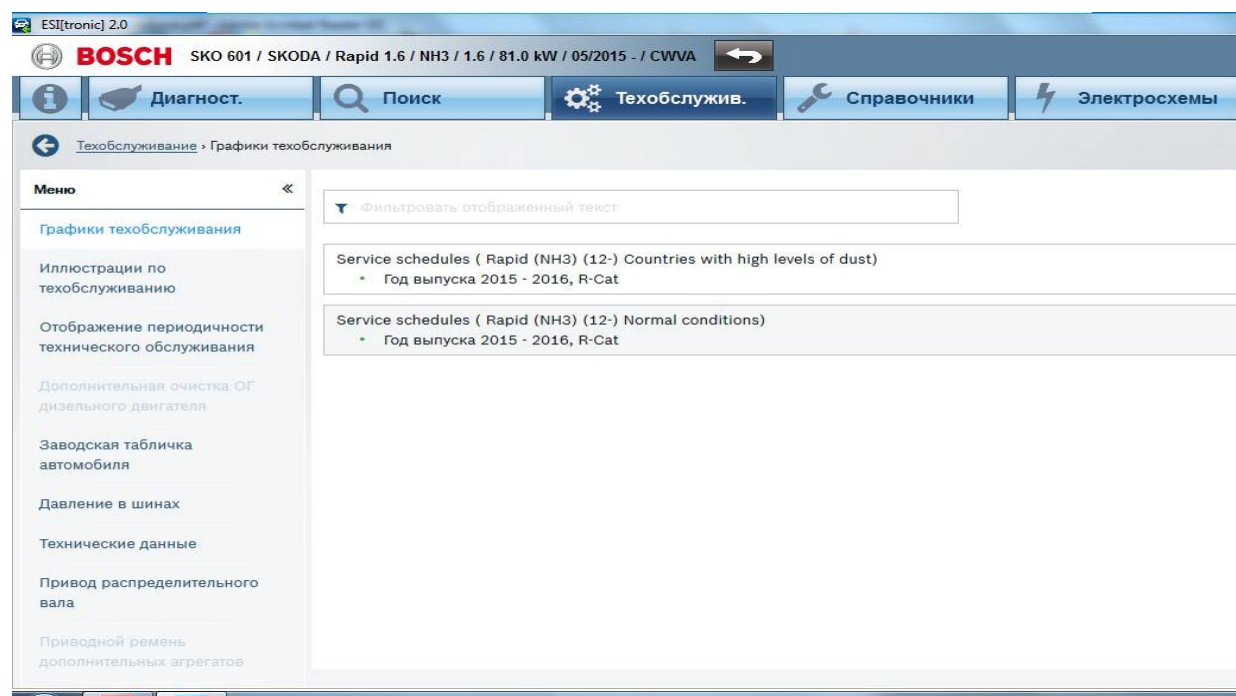 ESI[tronic] 2.0
BOSCH SKO 601 / SKODA / Rapid 1.6 / NH3 / 1.6 / 81.0 kW / 05/2015 - / CWVA
Диагност. Поиск Техобслужив. Справочники Электросхемы
Техобслуживание › Графики техобслуживания
Меню «
Графики техобслуживания
Иллюстрации по
техобслуживанию
Отображение периодичности
технического обслуживания
Дополнительная очистка ОГ
дизельного двигателя
Заводская табличка
автомобиля
Давление в шинах
Технические данные
Привод распределительного
вала
Приводной ремень
дополнительных агрегатов
Фильтровать отображенный текст
Service schedules ( Rapid (NH3) (12-) Countries with high levels of dust)
• Год выпуска 2015 - 2016, R-Cat
Service schedules ( Rapid (NH3) (12-) Normal conditions)
• Год выпуска 2015 - 2016, R-Cat